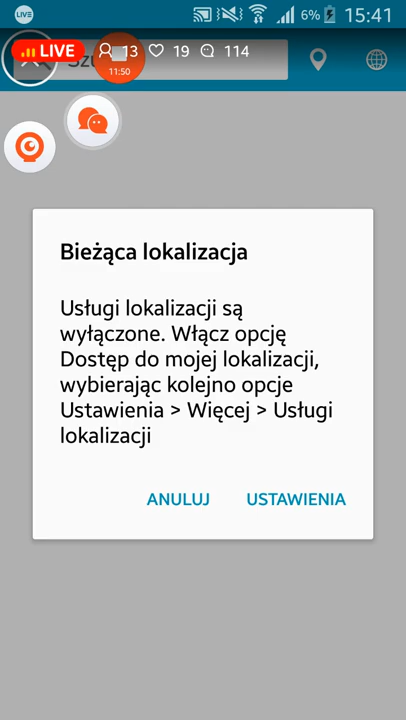 LIVE 6% 15:41
LIVE 13 19 114
11:50
Bieżąca lokalizacja
Usługi lokalizacji są
wyłączone. Włącz opcję
Dostęp do mojej lokalizacji,
wybierając kolejno opcje
Ustawienia > Więcej > Usługi
lokalizacji
ANULUJ USTAWIENIA